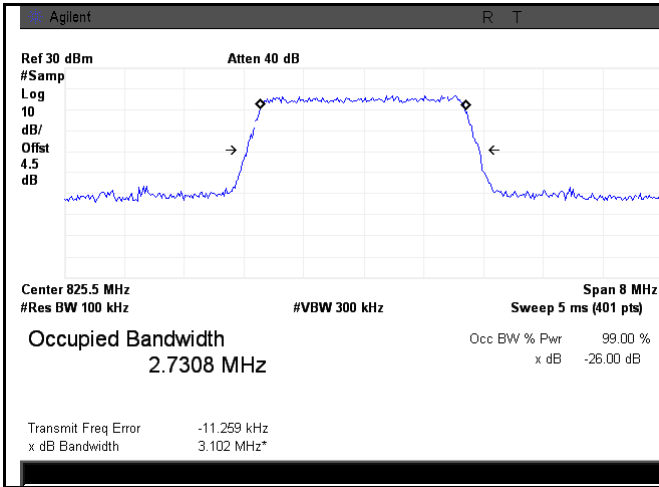 Agilent R T
Ref 30 dBm Atten 40 dB
#Samp
Log
10
dB/
Offst
4.5
dB
Center 825.5 MHz Span 8 MHz
#Res BW 100 kHz #VBW 300 kHz Sweep 5 ms (401 pts)
Occupied Bandwidth Occ BW % Pwr 99.00 %
2.7308 MHz x dB -26.00 dB
Transmit Freq Error -11.259 kHz
x dB Bandwidth 3.102 MHz*